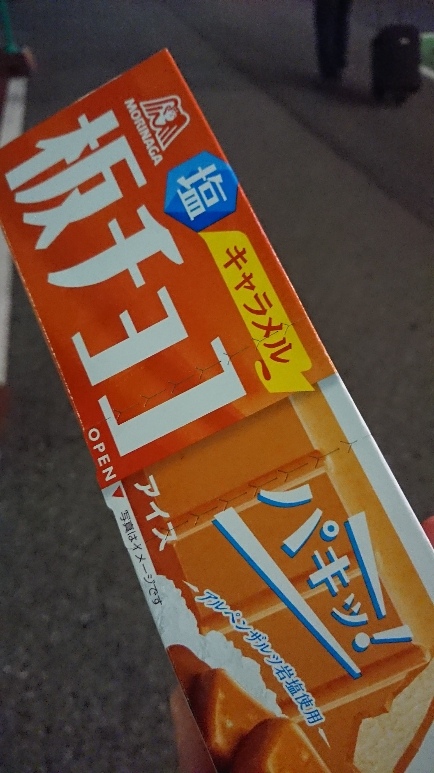 MORINAGA
板チョコ
アイス
塩
キャラメル
OPEN
写真はイメージです
パキッ!
アルペンザルツ岩塩使用